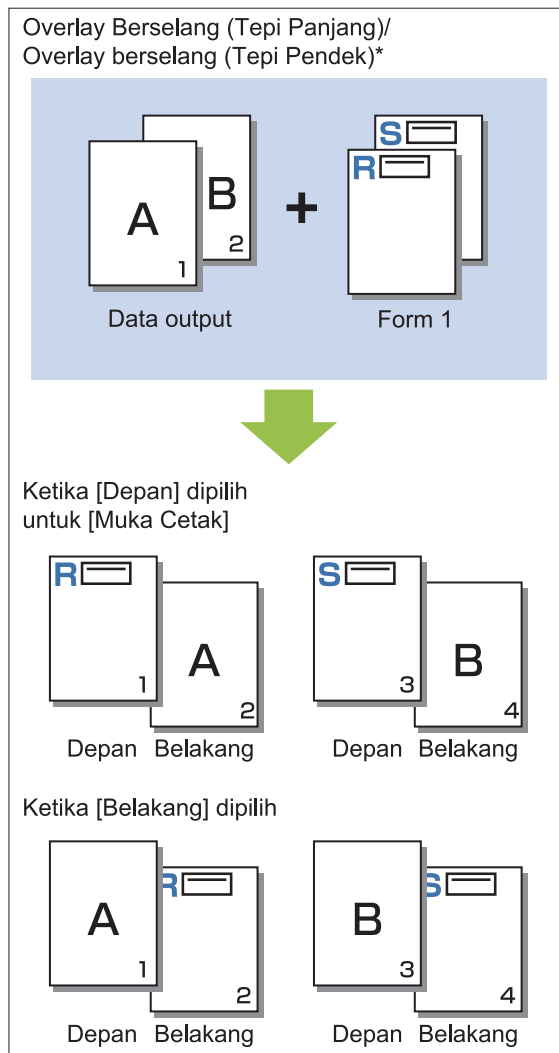 Overlay Berselang (Tepi Panjang)/
Overlay berselang (Tepi Pendek)*
A
1
B
2
+
R
S
Data output
Form 1
Ketika [Depan] dipilih
untuk [Muka Cetak]
R
1
A
2
S
3
B
4
Depan Belakang
Depan Belakang
Ketika [Belakang] dipilih
A
1
R
2
B
3
S
4
Depan Belakang
Depan Belakang